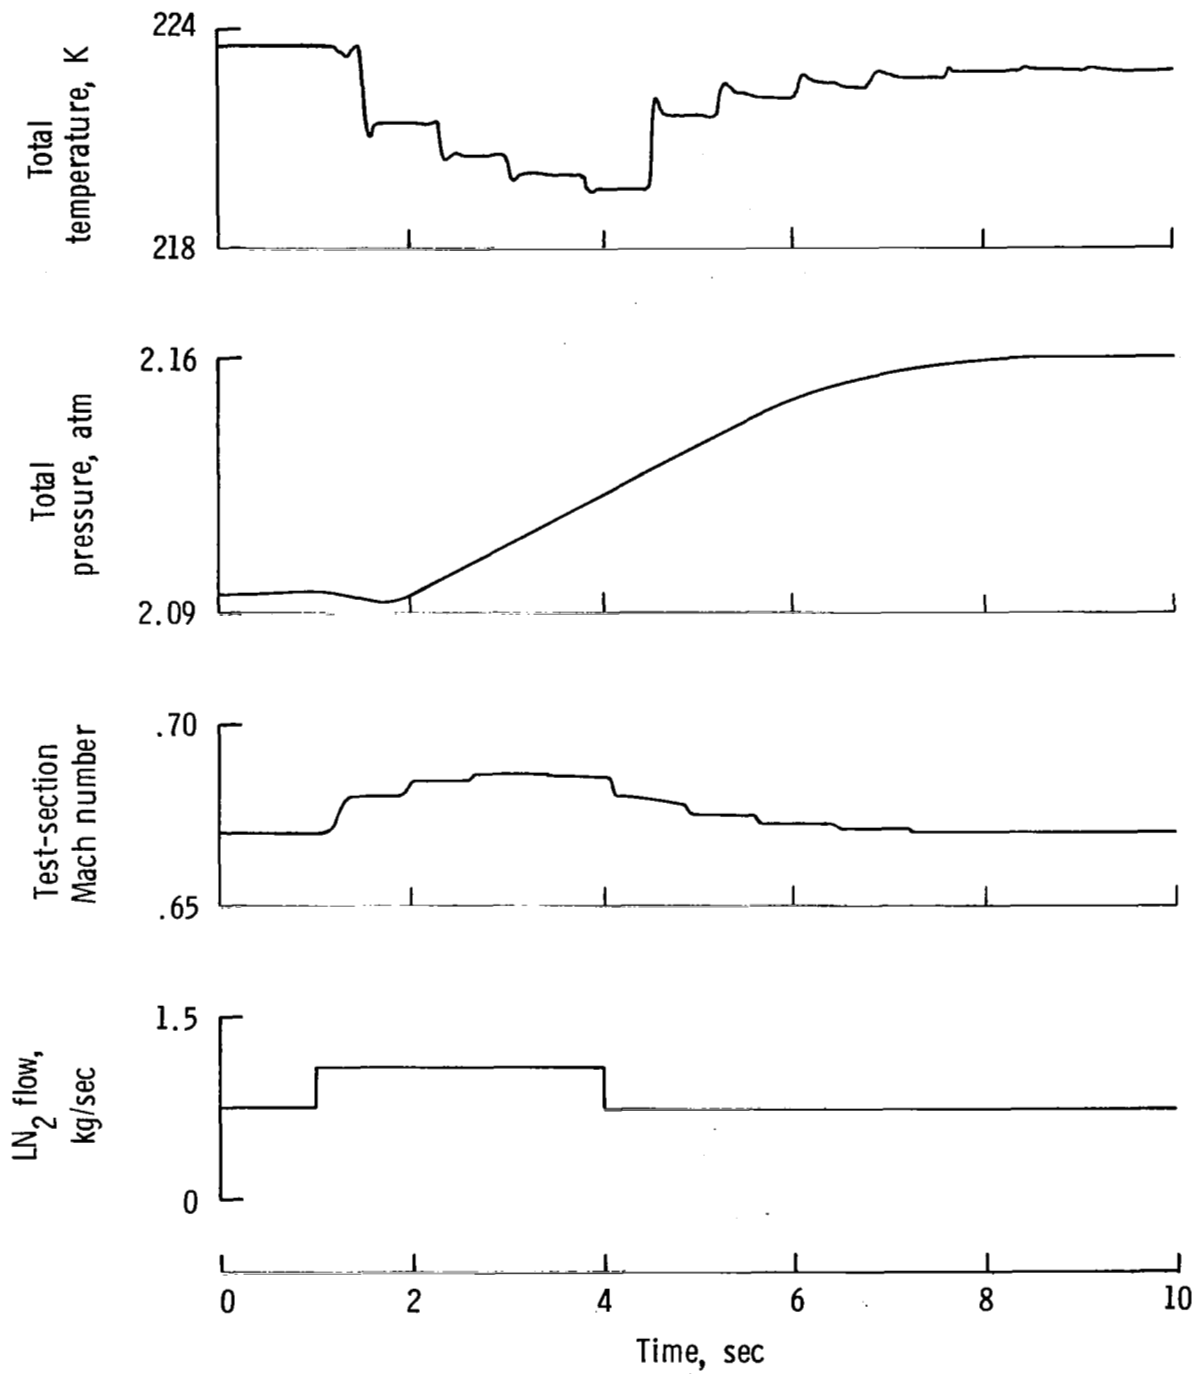 224
Total
temperature, K
218
2.16
Total
pressure, atm
2.09
.70
Test-section
Mach number
.65
1.5
LN2 flow,
kg/sec
0
0 2 4 6 8 10
Time, sec